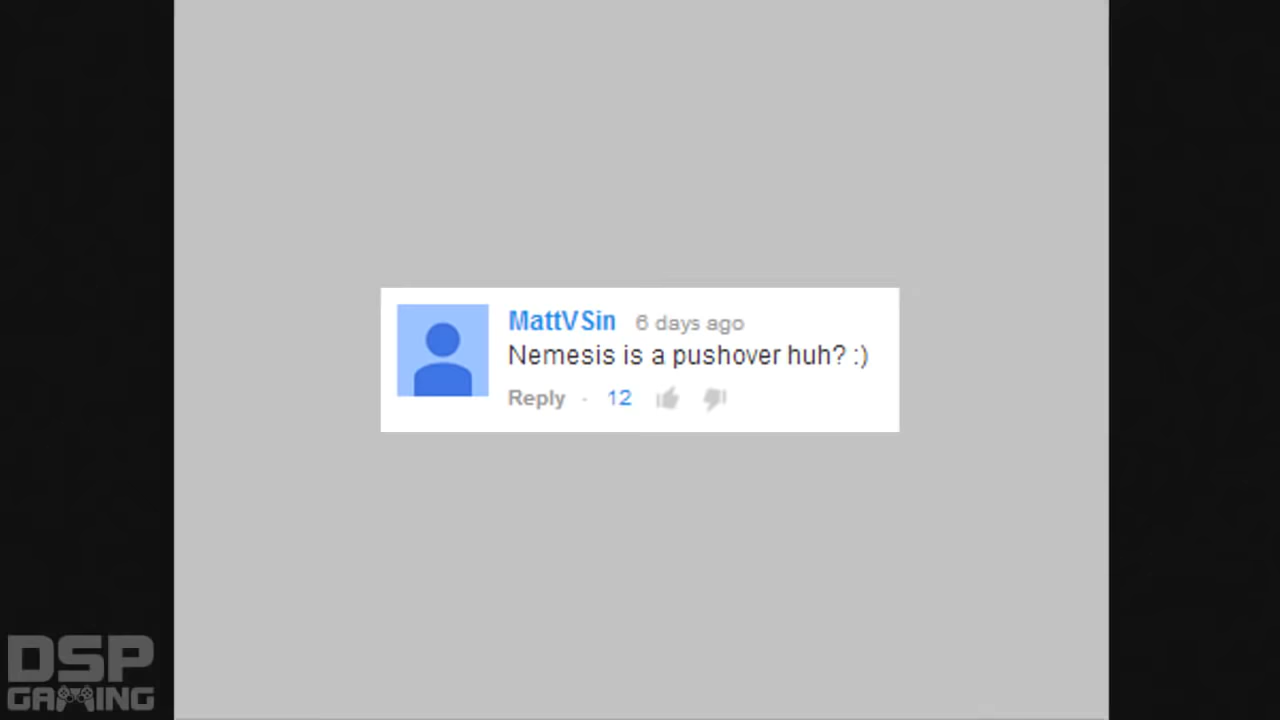 MattVSin 6 days ago
Nemesis is a pushover huh? :)
Reply · 12
DSP
GAMING